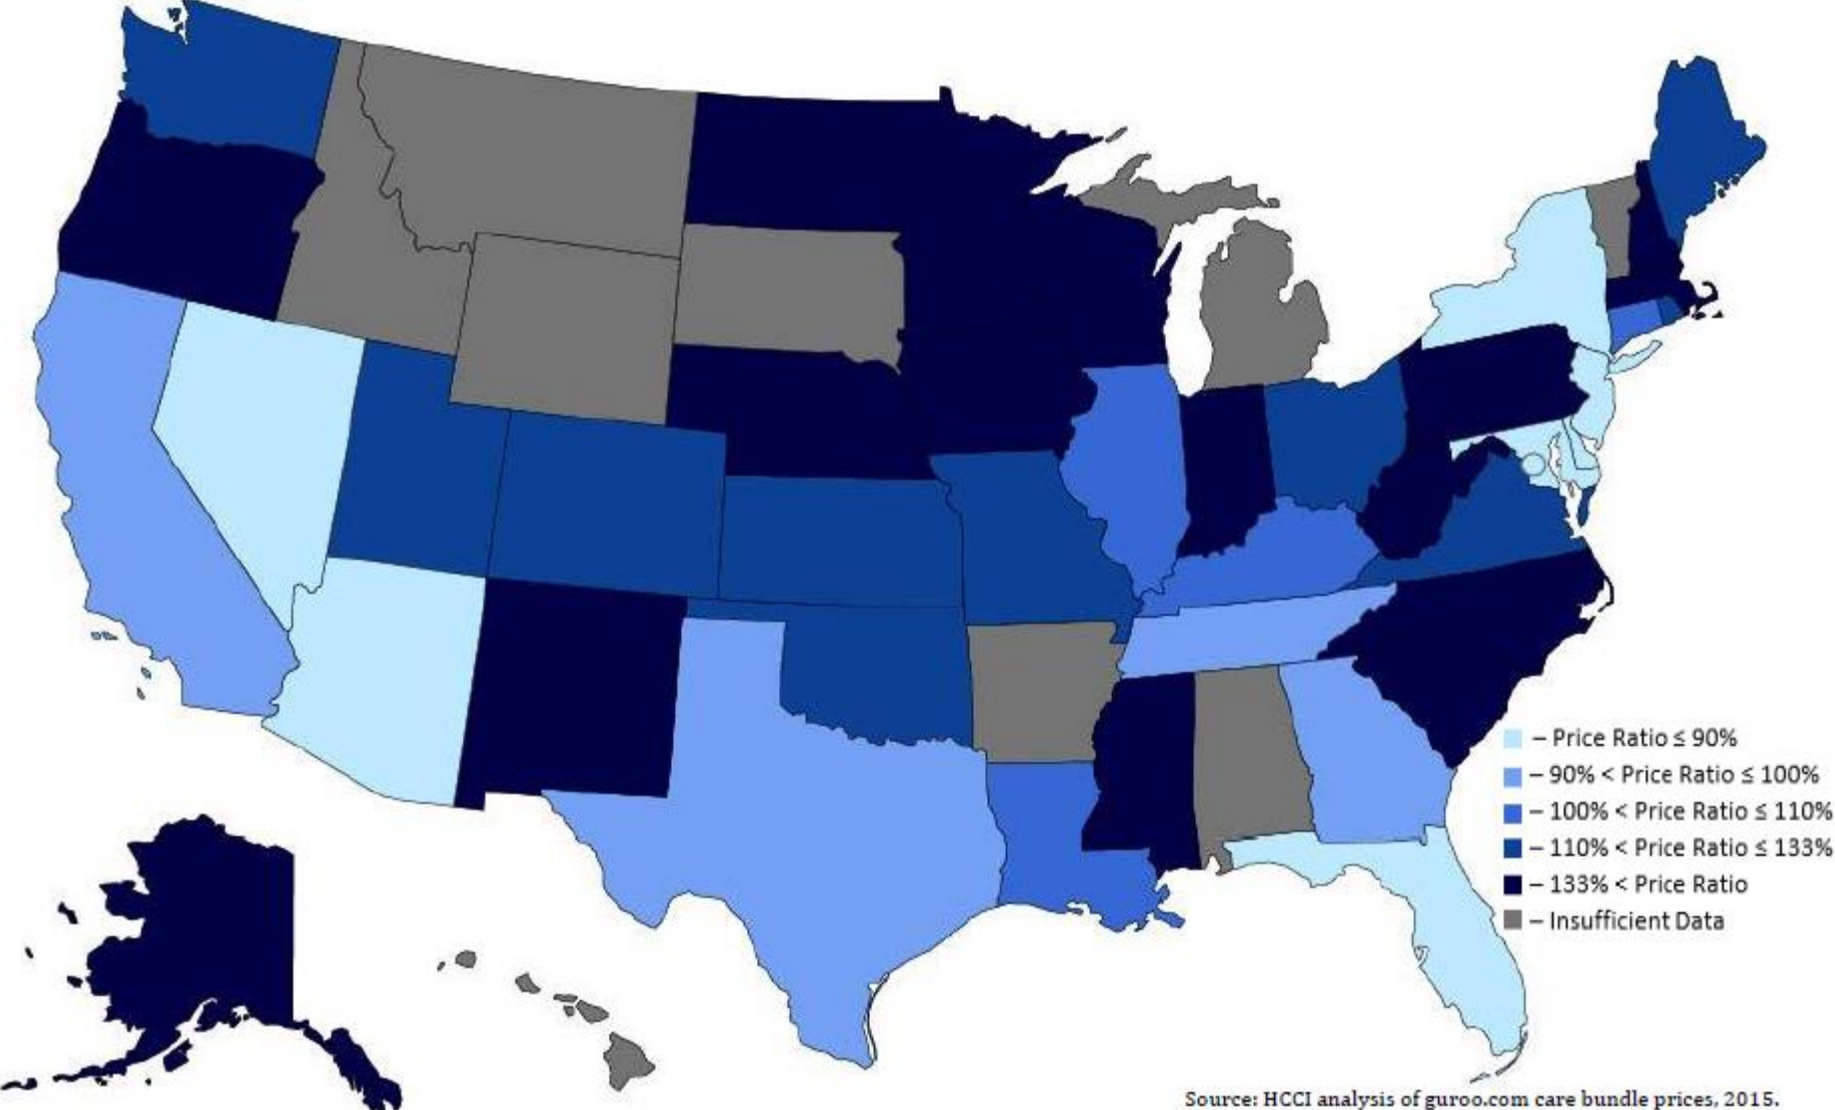 – Price Ratio ≤ 90%
– 90% < Price Ratio ≤ 100%
– 100% < Price Ratio ≤ 110%
– 110% < Price Ratio ≤ 133%
– 133% < Price Ratio
– Insufficient Data
Source: HCCI analysis of guroo.com care bundle prices, 2015.